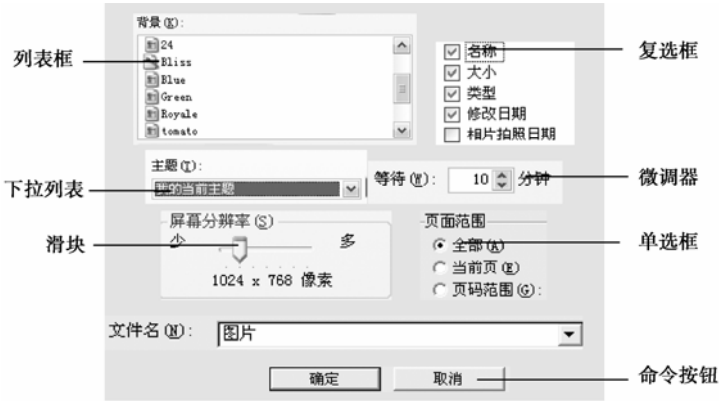 背景(K):
24
Bliss
Blue
Green
Royale
tomato
列表框
名称
大小
类型
修改日期
相片拍照日期
复选框
主题(T):
我的当前主题
下拉列表
等待(W):
10
分钟
微调器
屏幕分辨率(S)
少
多
1024 x 768 像素
滑块
页面范围
全部(A)
当前页(E)
页码范围(G):
单选框
文件名(N):
图片
确定
取消
命令按钮